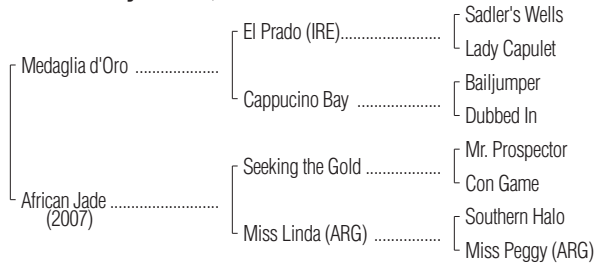 Sadler's Wells
El Prado (IRE)....................
Lady Capulet
Medaglia d'Oro ....................
Bailjumper
Cappucino Bay ....................
Dubbed In
Mr. Prospector
Seeking the Gold ..................
Con Game
African Jade ..........................
(2007)
Southern Halo
Miss Linda (ARG) ................
Miss Peggy (ARG)